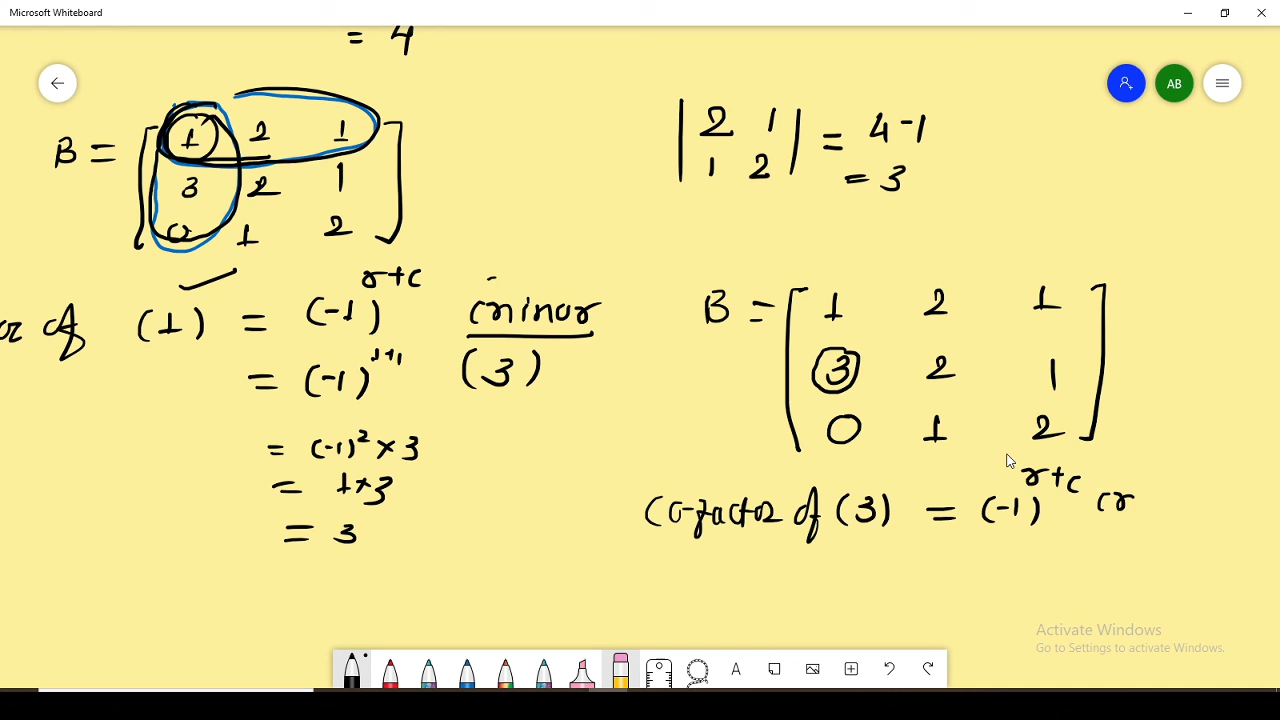 Microsoft Whiteboard
= 4
AB
B = [ 1 2 1
3 2 1
0 1 2 ]
| 2 1 | = 4 - 1
| 1 2 | = 3
of (1) = (-1)^{r+c} minor
= (-1)^{1+1} (3)
= (-1)^2 × 3
= 1 × 3
= 3
B = [ 1 2 1
3 2 1
0 1 2 ]
Co-factor of (3) = (-1)^{r+c}
Activate Windows
Go to Settings to activate Windows.
A